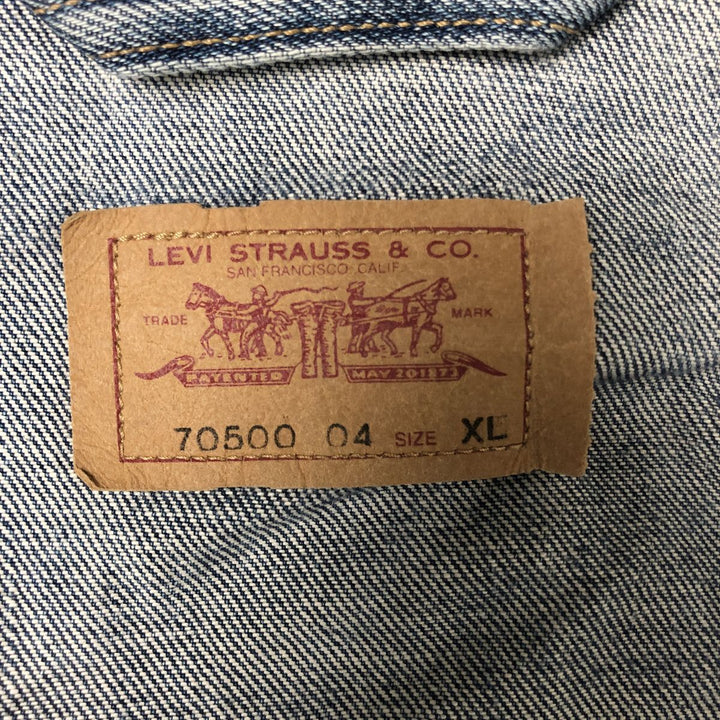 LEVI STRAUSS & CO.
SAN FRANCISCO CALIF.
TRADE MARK
PATENTED MAY 20 1873
70500 04 SIZE XL